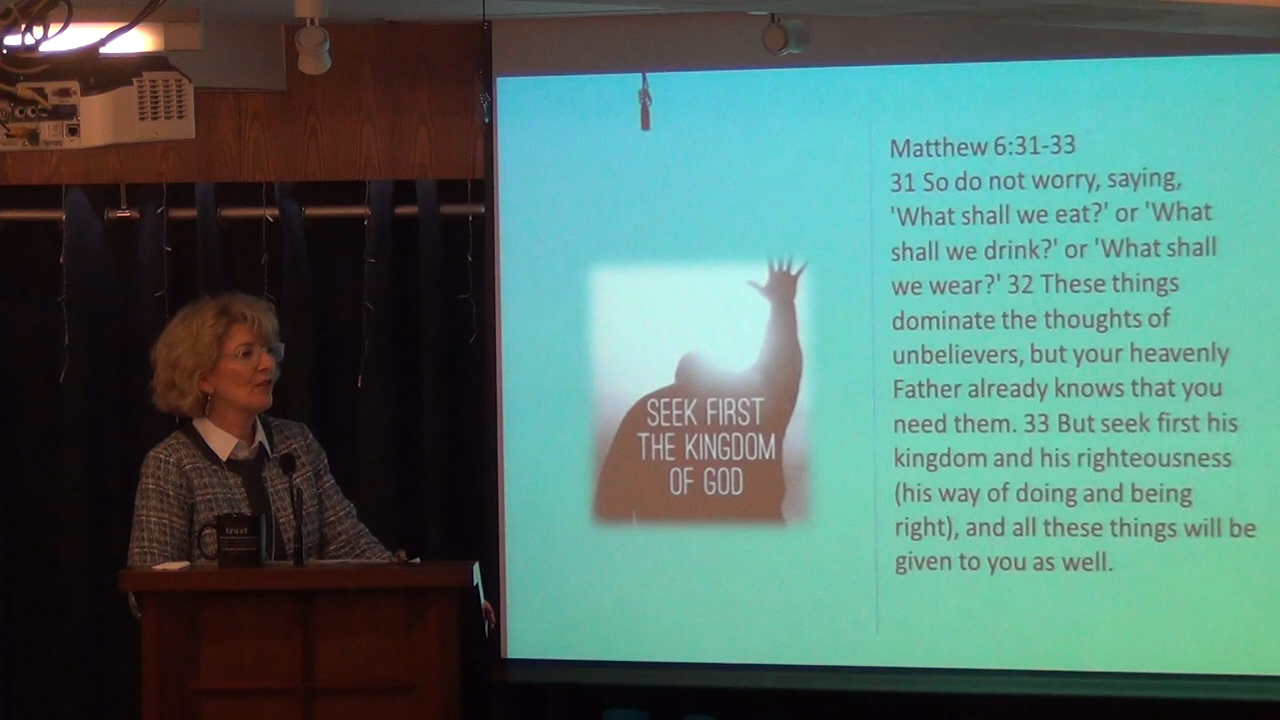 Matthew 6:31-33
31 So do not worry, saying,
'What shall we eat?' or 'What
shall we drink?' or 'What shall
we wear?' 32 These things
dominate the thoughts of
unbelievers, but your heavenly
Father already knows that you
need them. 33 But seek first his
kingdom and his righteousness
(his way of doing and being
right), and all these things will be
given to you as well.
SEEK FIRST
THE KINGDOM
OF GOD
trust